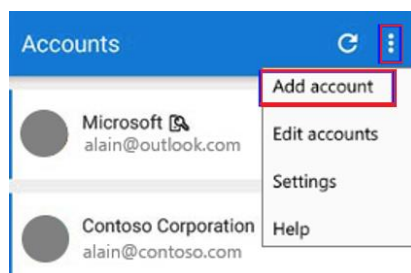 Accounts
Add account
Microsoft
alain@outlook.com
Edit accounts
Settings
Contoso Corporation
alain@contoso.com
Help